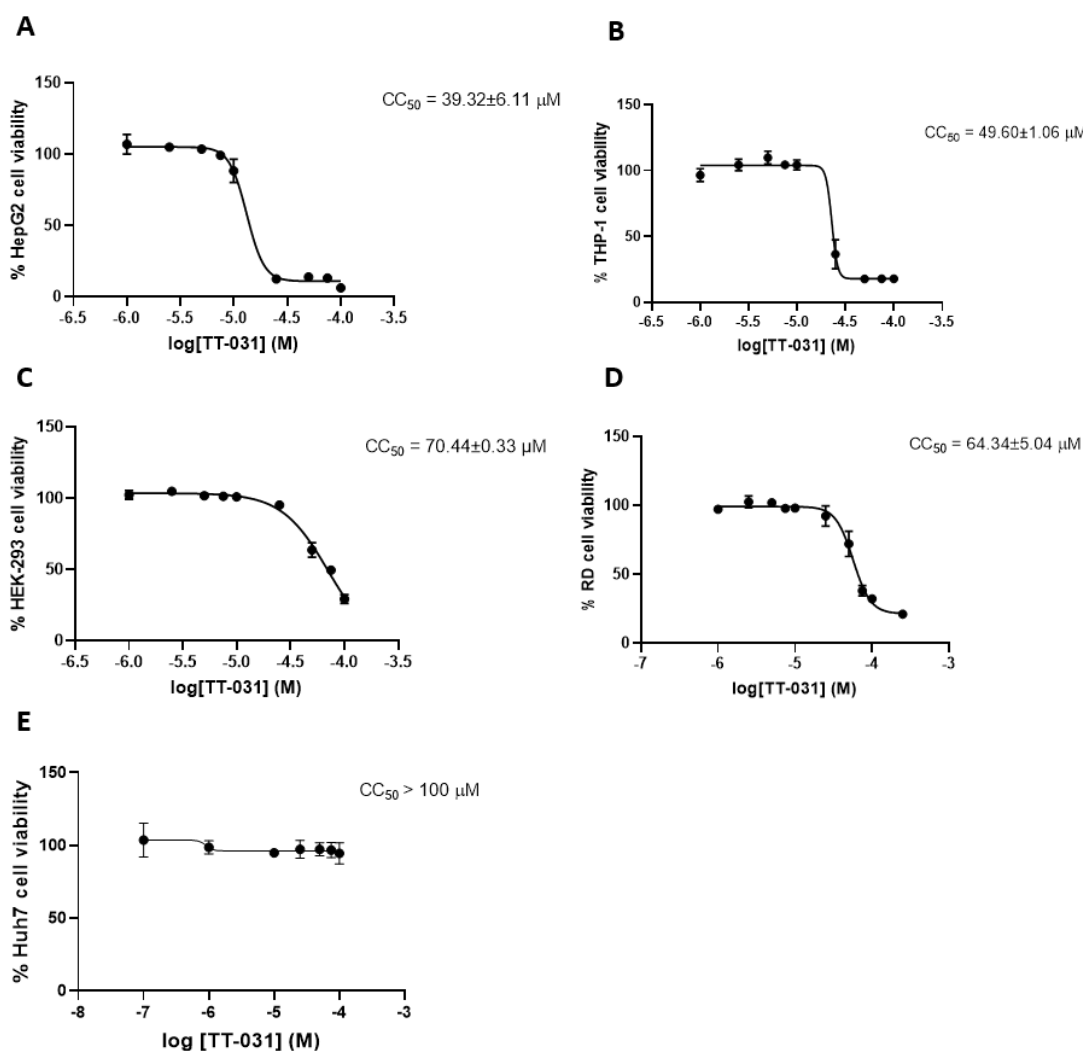 A
% HepG2 cell viability
150
100
50
0
-6.5 -6.0 -5.5 -5.0 -4.5 -4.0 -3.5
log[TT-031] (M)
CC50 = 39.32±6.11 µM
B
% THP-1 cell viability
150
100
50
0
-6.5 -6.0 -5.5 -5.0 -4.5 -4.0 -3.5
log[TT-031] (M)
CC50 = 49.60±1.06 µM
C
% HEK-293 cell viability
150
100
50
0
-6.5 -6.0 -5.5 -5.0 -4.5 -4.0 -3.5
log[TT-031] (M)
CC50 = 70.44±0.33 µM
D
% RD cell viability
150
100
50
0
-7 -6 -5 -4 -3
log[TT-031] (M)
CC50 = 64.34±5.04 µM
E
% Huh7 cell viability
150
100
50
0
-8 -7 -6 -5 -4 -3
log [TT-031] (M)
CC50 > 100 µM